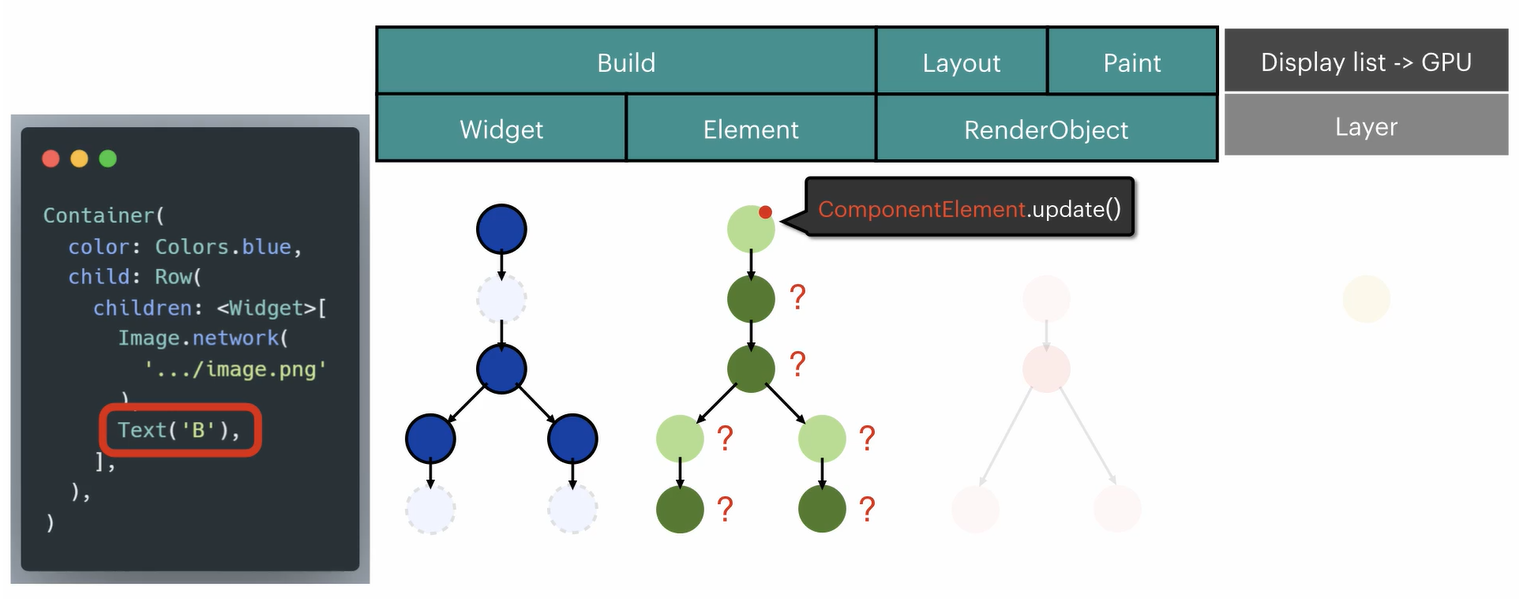 Build
Layout
Paint
Display list -> GPU
Widget
Element
RenderObject
Layer
Container(
color: Colors.blue,
child: Row(
children: <Widget>[
Image.network(
'.../image.png'
),
Text('B'),
],
),
)
ComponentElement.update()
?
?
?
?
?
?